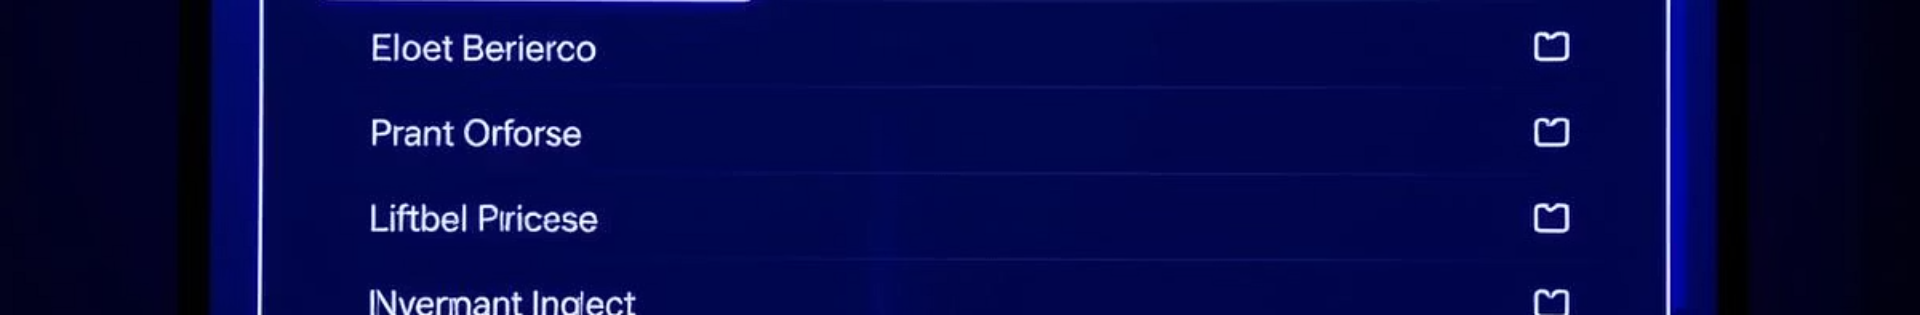 Eloet Berierco
Prant Orforse
Liftbel Piricese